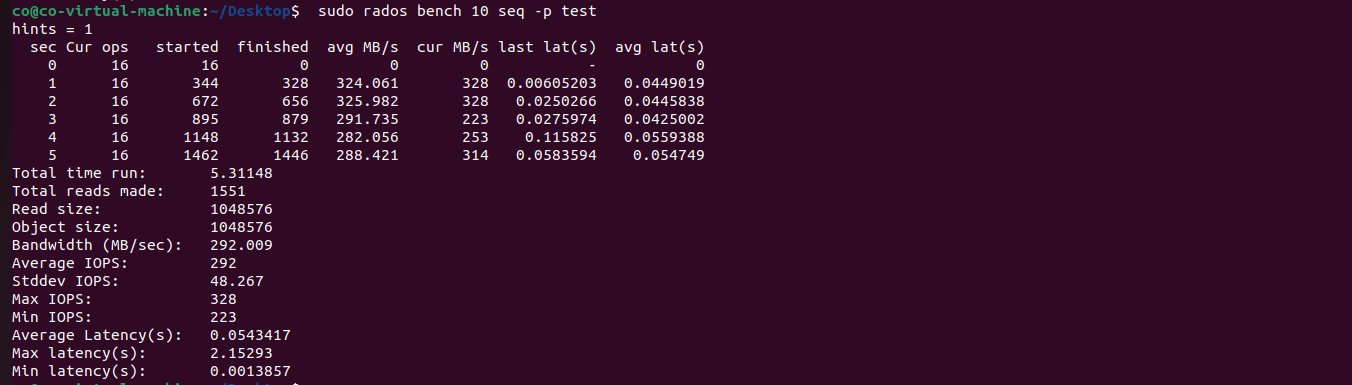 co@co-virtual-machine:~/Desktop$  sudo rados bench 10 seq -p test
hints = 1
  sec Cur ops   started  finished  avg MB/s  cur MB/s last lat(s)  avg lat(s)
    0      16        16         0         0         0           -           0
    1      16       344       328   324.061       328  0.00605203   0.0449019
    2      16       672       656   325.982       328   0.0250266   0.0445838
    3      16       895       879   291.735       223   0.0275974   0.0425002
    4      16      1148      1132   282.056       253    0.115825   0.0559388
    5      16      1462      1446   288.421       314   0.0583594    0.054749
Total time run:       5.31148
Total reads made:     1551
Read size:            1048576
Object size:          1048576
Bandwidth (MB/sec):   292.009
Average IOPS:         292
Stddev IOPS:          48.267
Max IOPS:             328
Min IOPS:             223
Average Latency(s):   0.0543417
Max latency(s):       2.15293
Min latency(s):       0.0013857